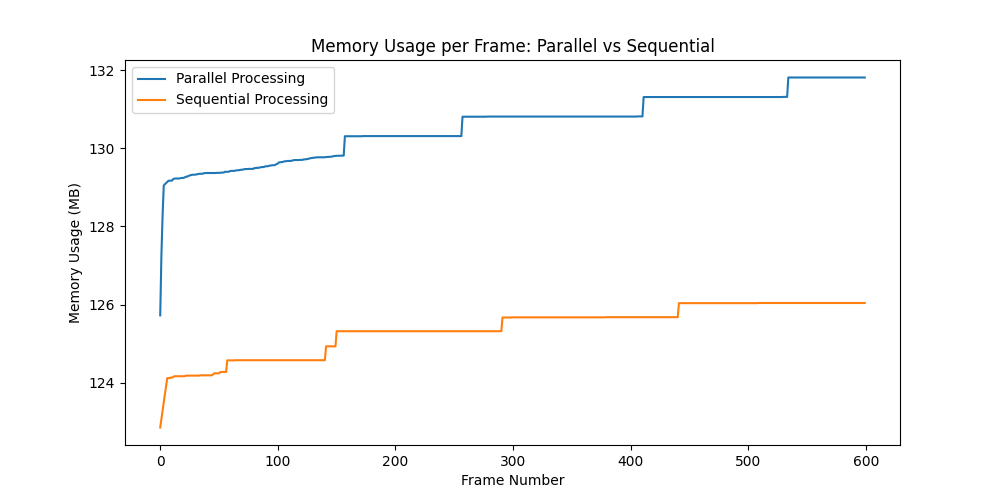 Memory Usage per Frame: Parallel vs Sequential
Parallel Processing
Sequential Processing
Memory Usage (MB)
132
130
128
126
124
0 100 200 300 400 500 600
Frame Number